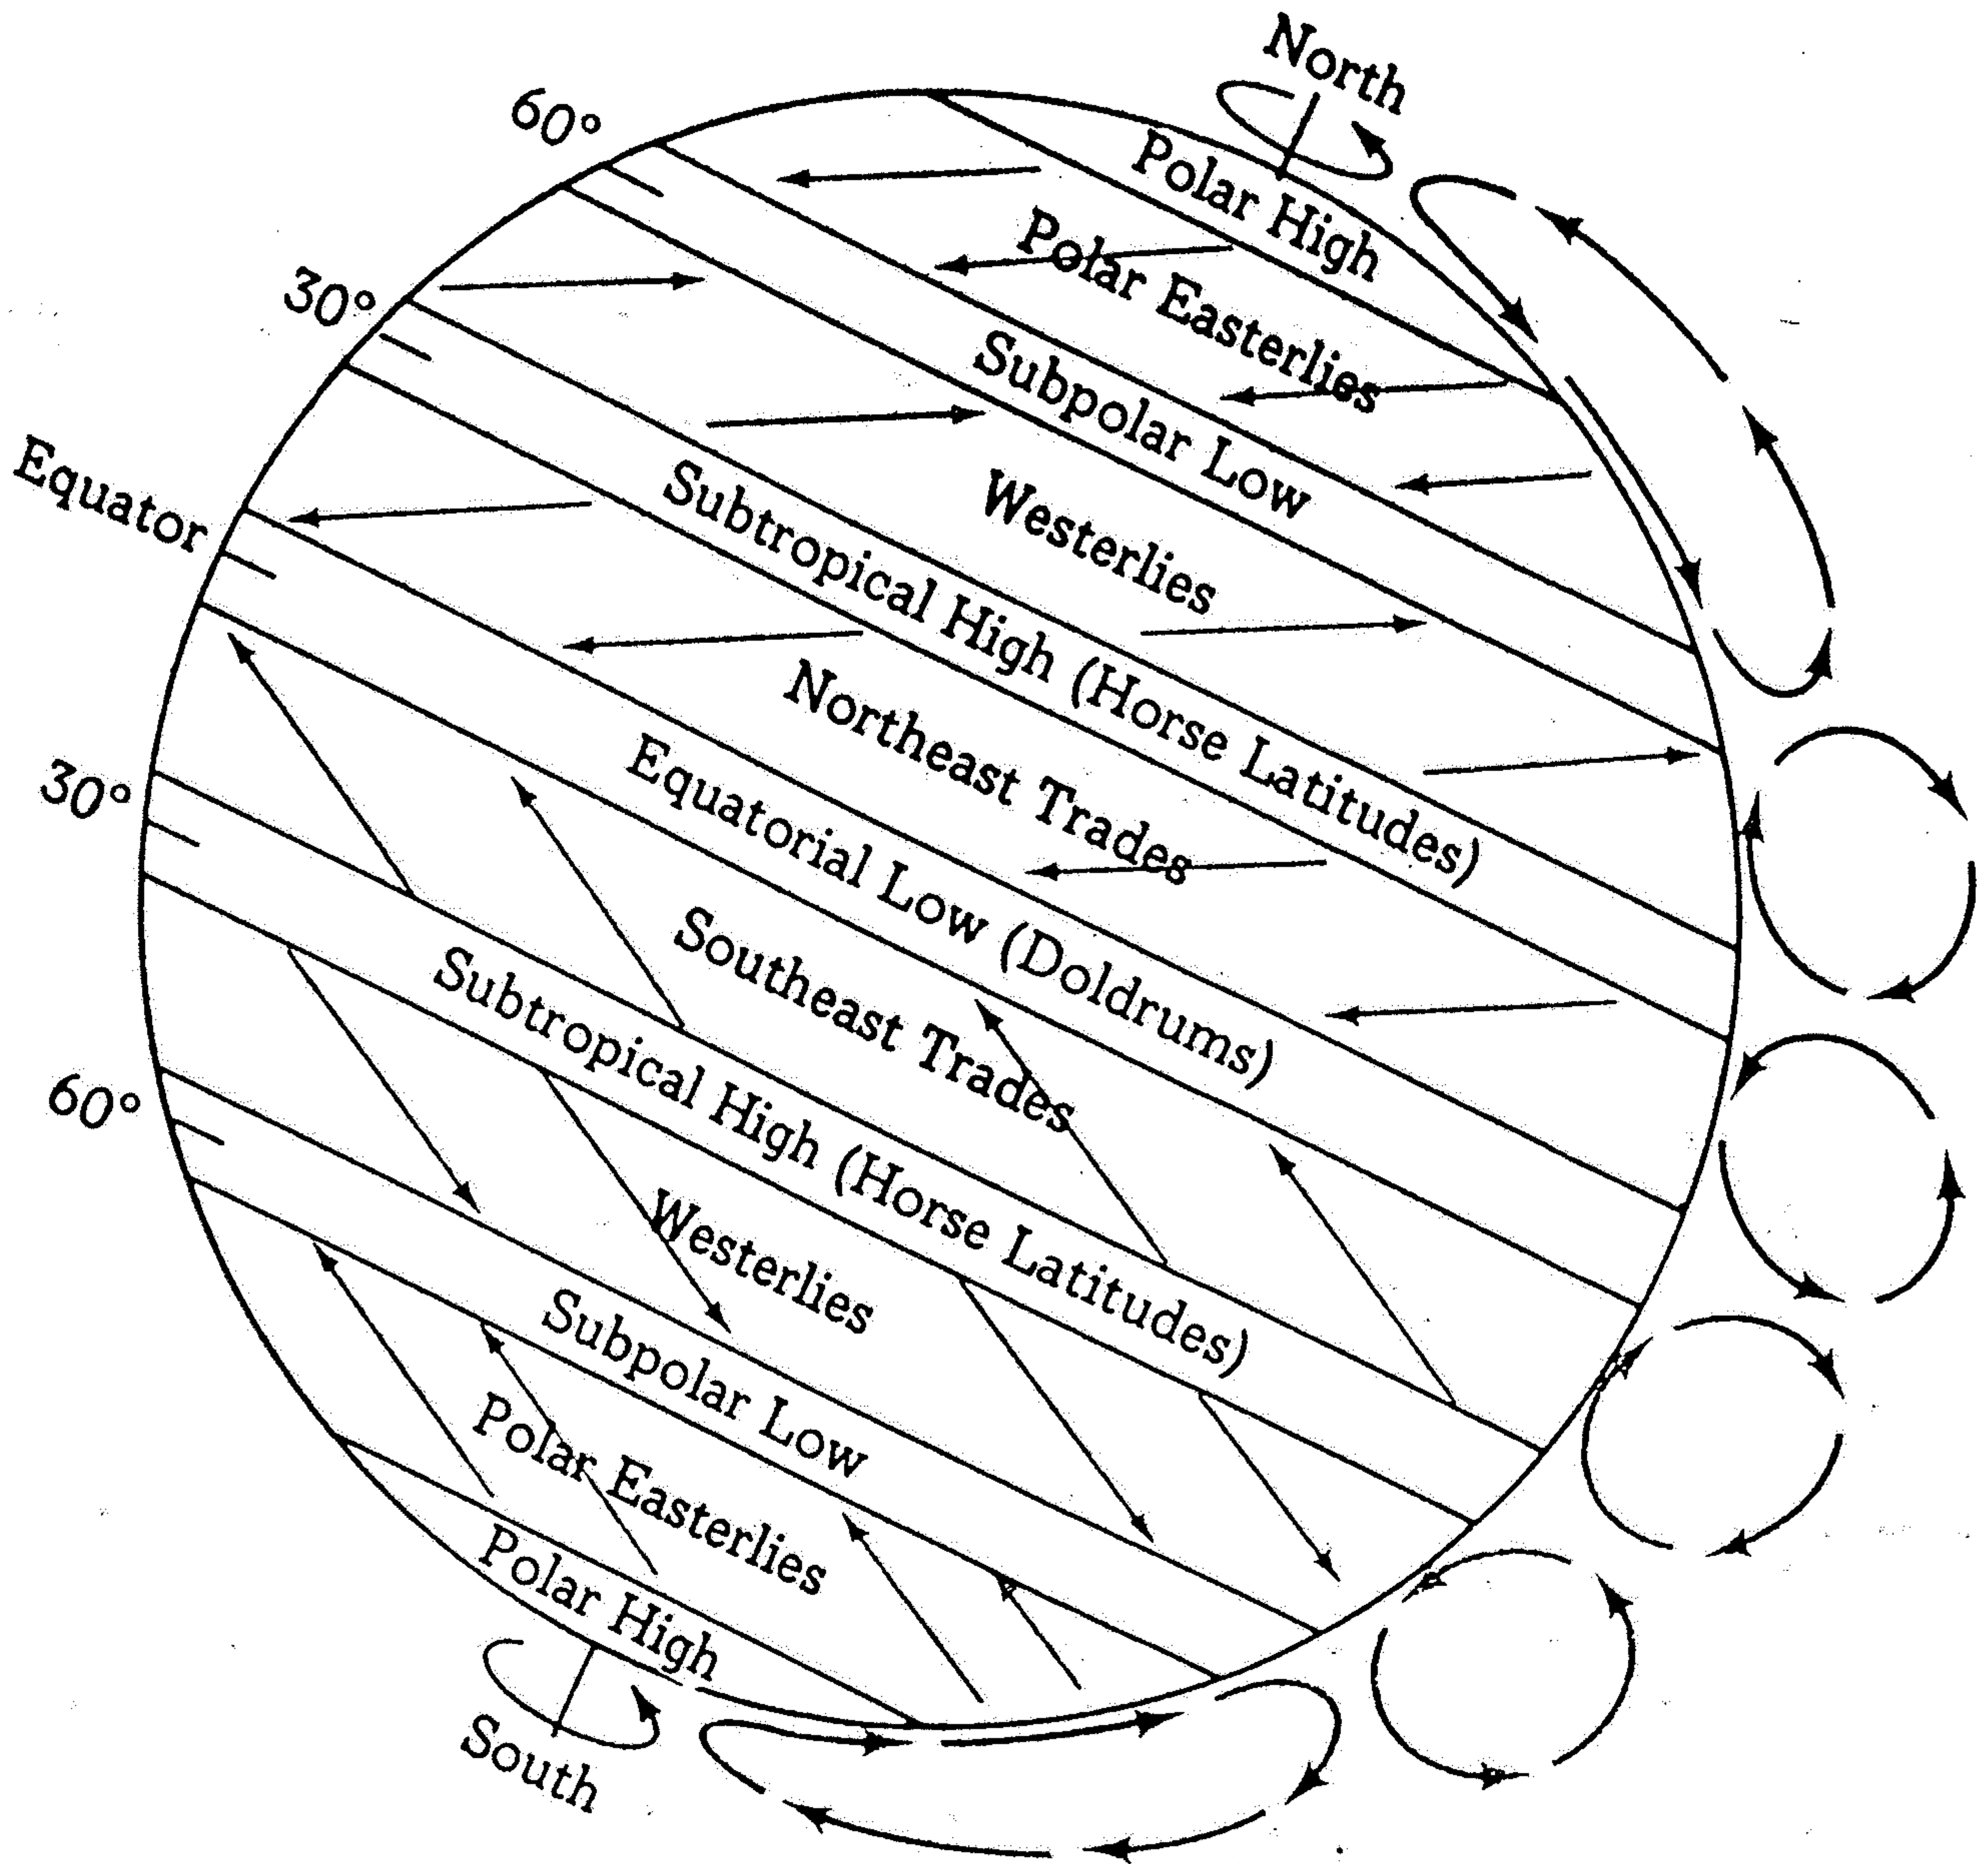 North
60°
Polar High
Polar Easterlies
30°
Subpolar Low
Westerlies
Equator
Subtropical High (Horse Latitudes)
Northeast Trades
Equatorial Low (Doldrums)
30°
Southeast Trades
Subtropical High (Horse Latitudes)
60°
Westerlies
Subpolar Low
Polar Easterlies
Polar High
South